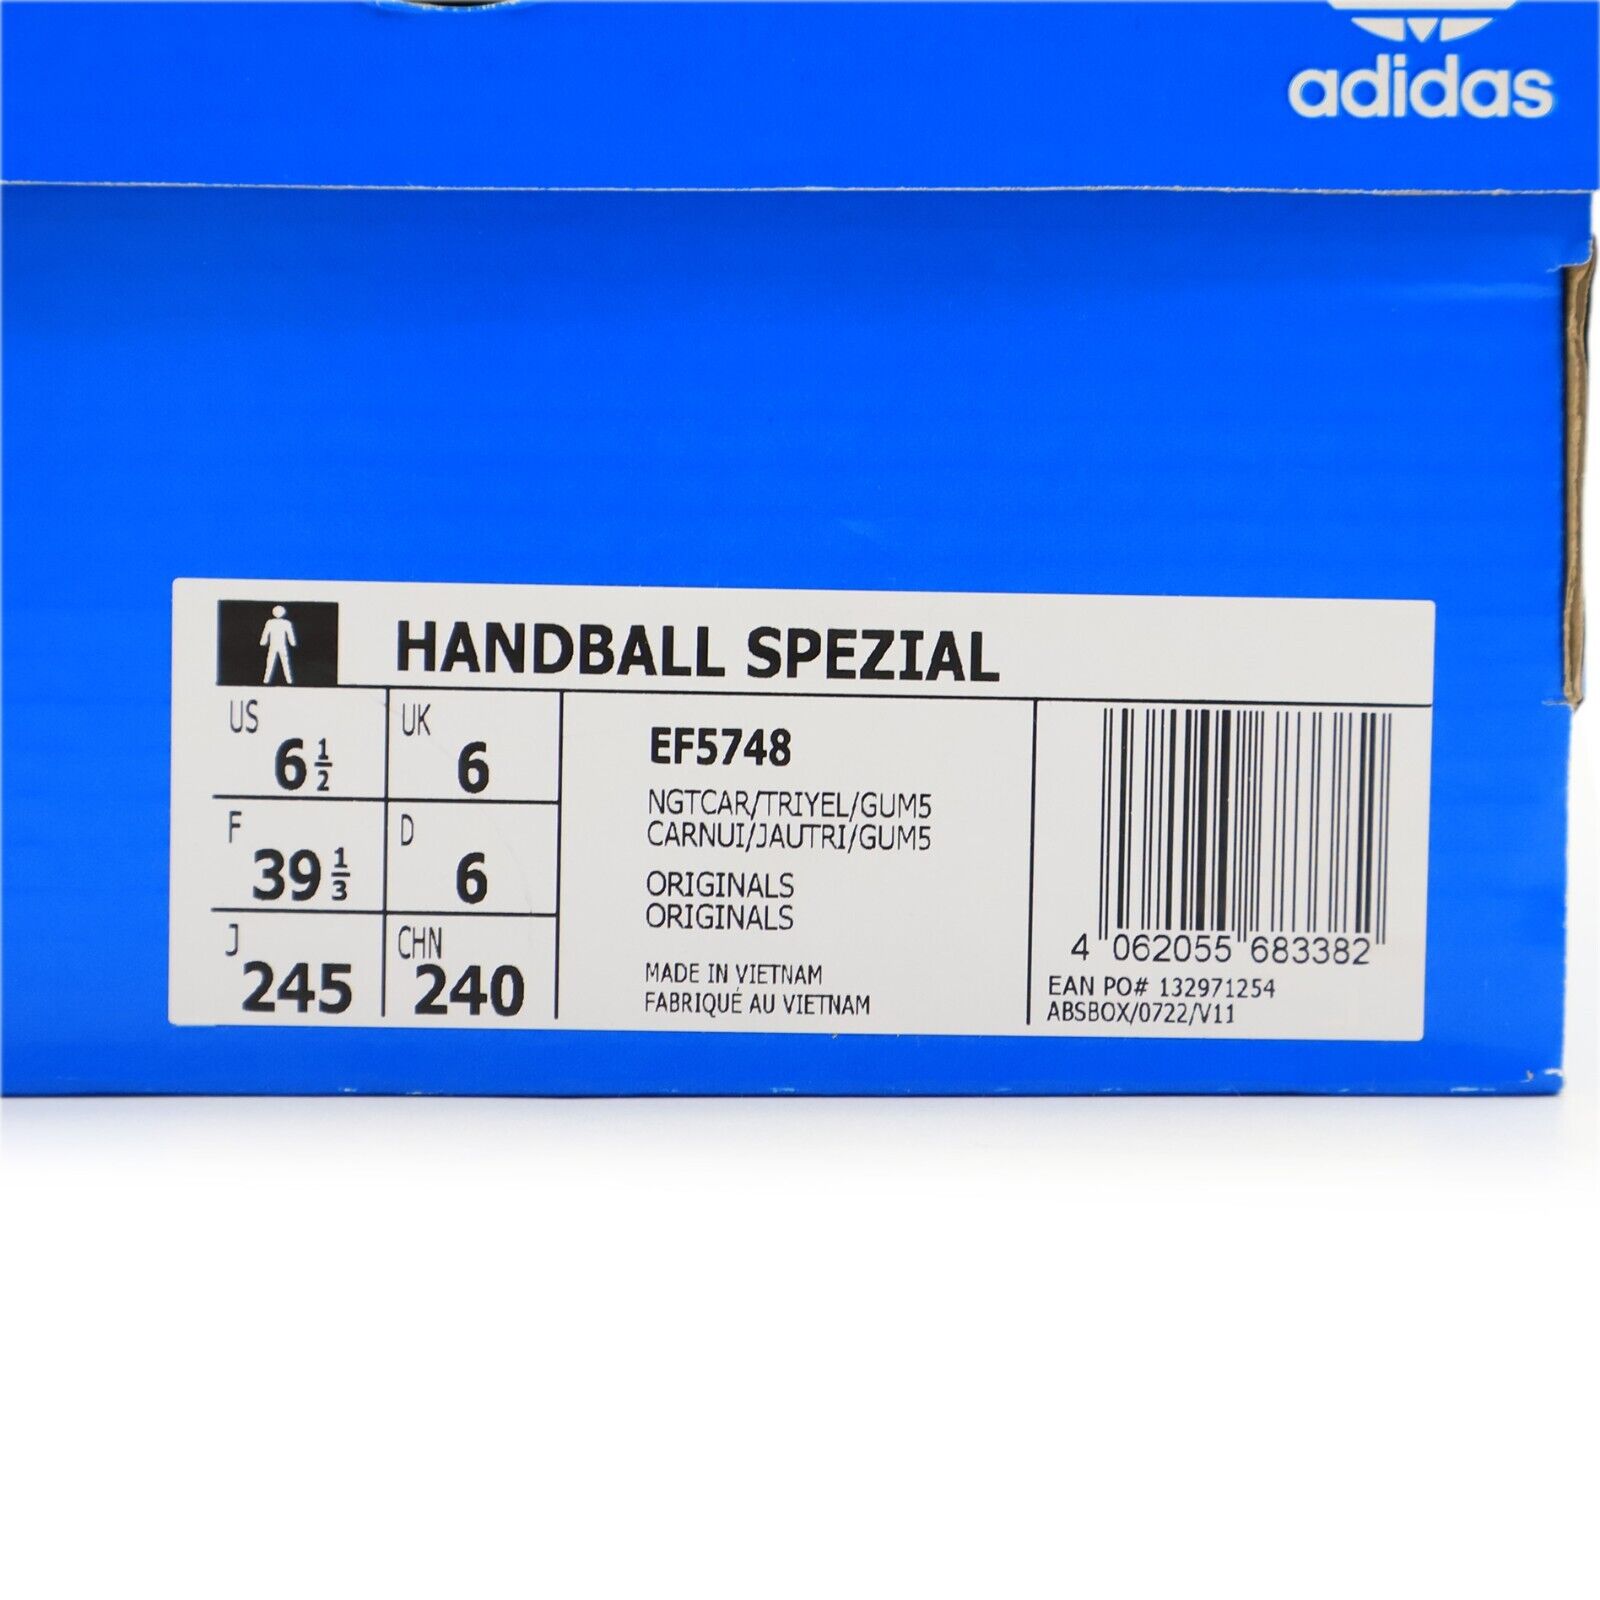 adidas
HANDBALL SPEZIAL
US 6 1/2 UK 6
F 39 1/3 D 6
J 245 CHN 240
EF5748
NGTCAR/TRIYEL/GUM5
CARNUI/JAUTRI/GUM5
ORIGINALS
ORIGINALS
MADE IN VIETNAM
FABRIQUÉ AU VIETNAM
4 062055 683382
EAN PO# 132971254
ABSBOX/0722/V11